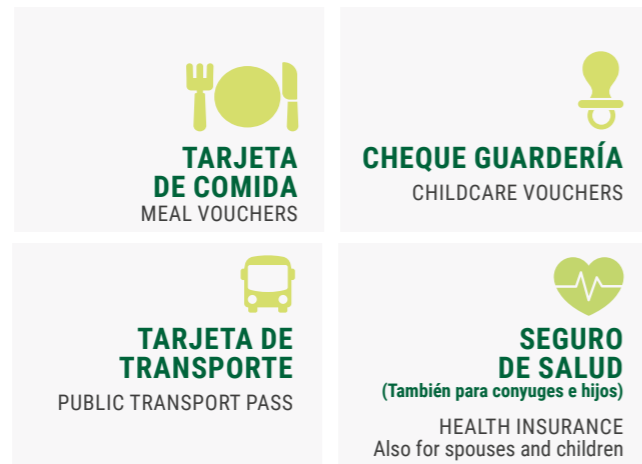 TARJETA
DE COMIDA
MEAL VOUCHERS
CHEQUE GUARDERÍA
CHILDCARE VOUCHERS
TARJETA DE
TRANSPORTE
PUBLIC TRANSPORT PASS
SEGURO
DE SALUD
(También para conyuges e hijos)
HEALTH INSURANCE
Also for spouses and children